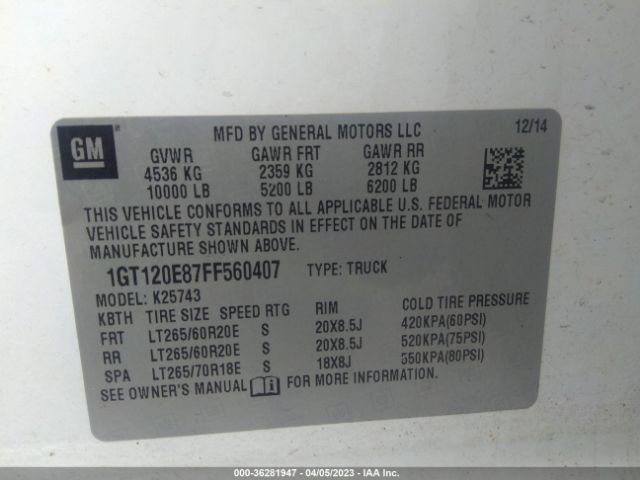 GM
MFD BY GENERAL MOTORS LLC 12/14
GVWR GAWR FRT GAWR RR
4536 KG 2359 KG 2812 KG
10000 LB 5200 LB 6200 LB
THIS VEHICLE CONFORMS TO ALL APPLICABLE U.S. FEDERAL MOTOR
VEHICLE SAFETY STANDARDS IN EFFECT ON THE DATE OF
MANUFACTURE SHOWN ABOVE.
1GT120E87FF560407 TYPE: TRUCK
MODEL: K25743
KBTH TIRE SIZE SPEED RTG RIM COLD TIRE PRESSURE
FRT LT265/60R20E S 20X8.5J 420KPA(60PSI)
RR LT265/60R20E S 20X8.5J 520KPA(75PSI)
SPA LT265/70R18E S 18X8J 550KPA(80PSI)
SEE OWNER'S MANUAL FOR MORE INFORMATION.
000-36281947 - 04/05/2023 - IAA Inc.